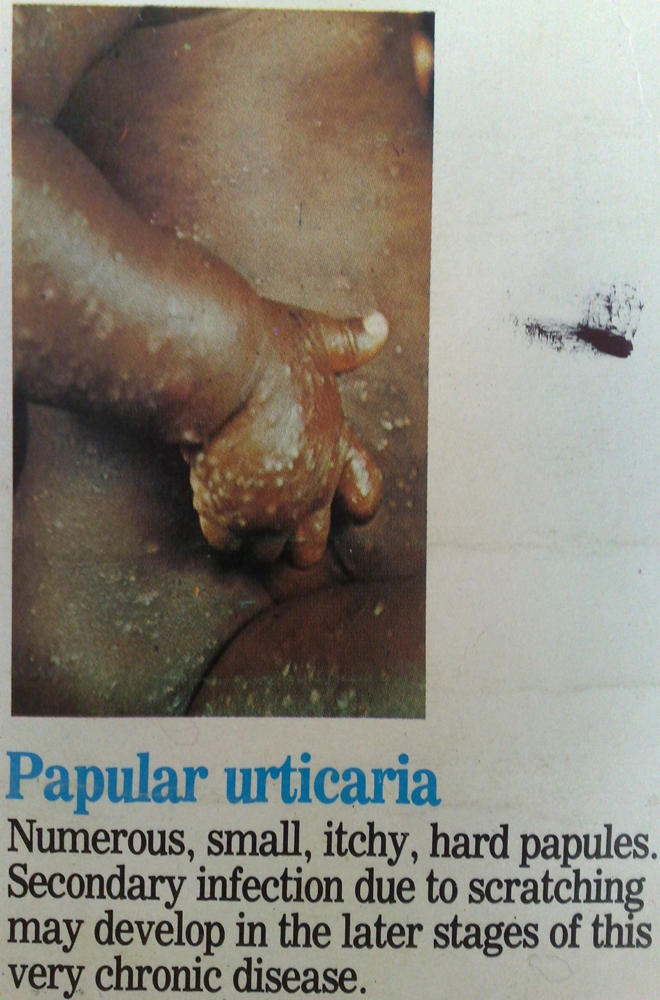 Papular urticaria
Numerous, small, itchy, hard papules.
Secondary infection due to scratching
may develop in the later stages of this
very chronic disease.